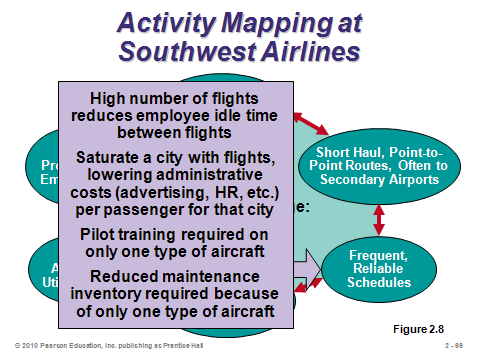 Activity Mapping at
Southwest Airlines
High number of flights
reduces employee idle time
between flights
Saturate a city with flights,
lowering administrative
costs (advertising, HR, etc.)
per passenger for that city
Pilot training required on
only one type of aircraft
Reduced maintenance
inventory required because
of only one type of aircraft
Short Haul, Point-to-
Point Routes, Often to
Secondary Airports
Frequent,
Reliable
Schedules
Figure 2.8
© 2010 Pearson Education, Inc. publishing as Prentice Hall
2 - 69